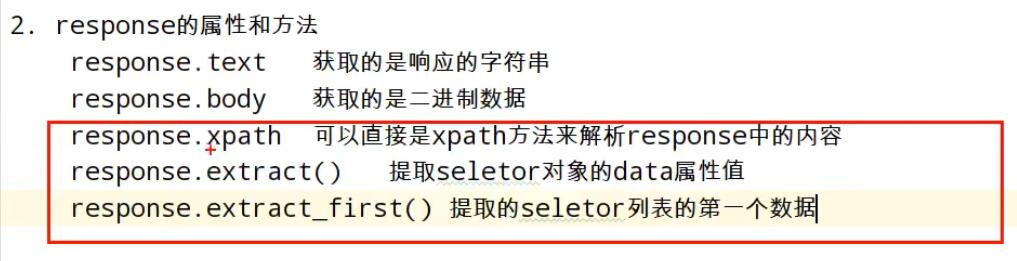 2. response的属性和方法
response.text 获取的是响应的字符串
response.body 获取的是二进制数据
response.xpath 可以直接是xpath方法来解析response中的内容
response.extract() 提取seletor对象的data属性值
response.extract_first() 提取的seletor列表的第一个数据